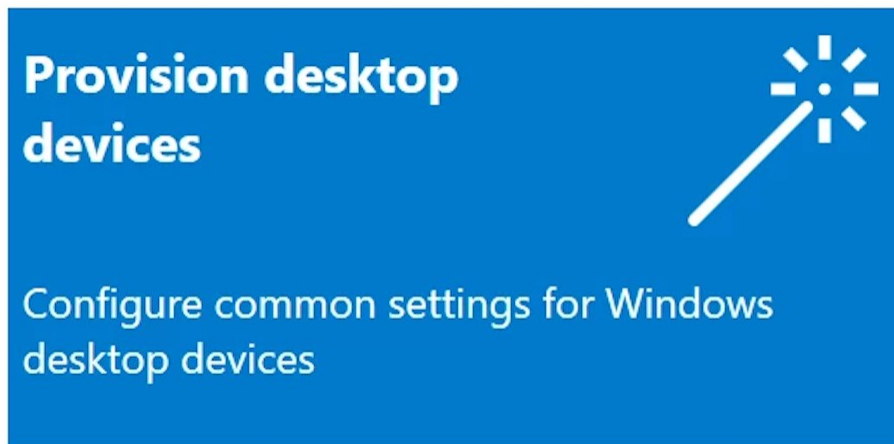 Provision desktop
devices
Configure common settings for Windows
desktop devices